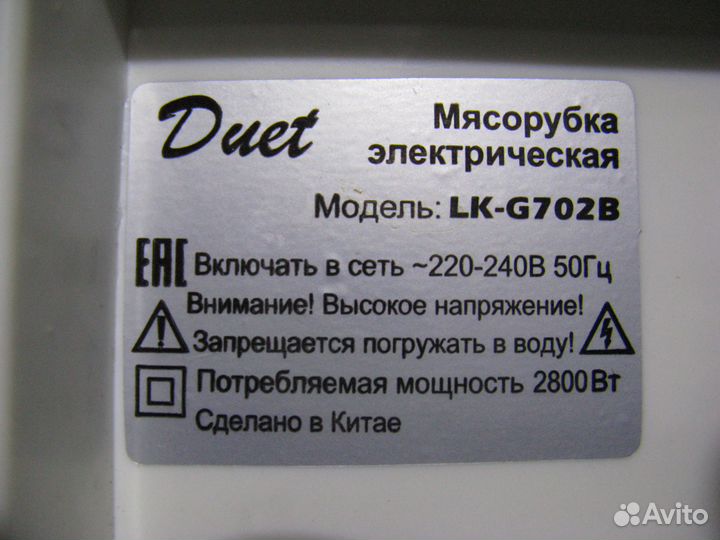 Duet
Мясорубка
электрическая
Модель: LK-G702B
EAC Включать в сеть ~220-240В 50Гц
Внимание! Высокое напряжение!
Запрещается погружать в воду!
Потребляемая мощность 2800Вт
Сделано в Китае
Avito